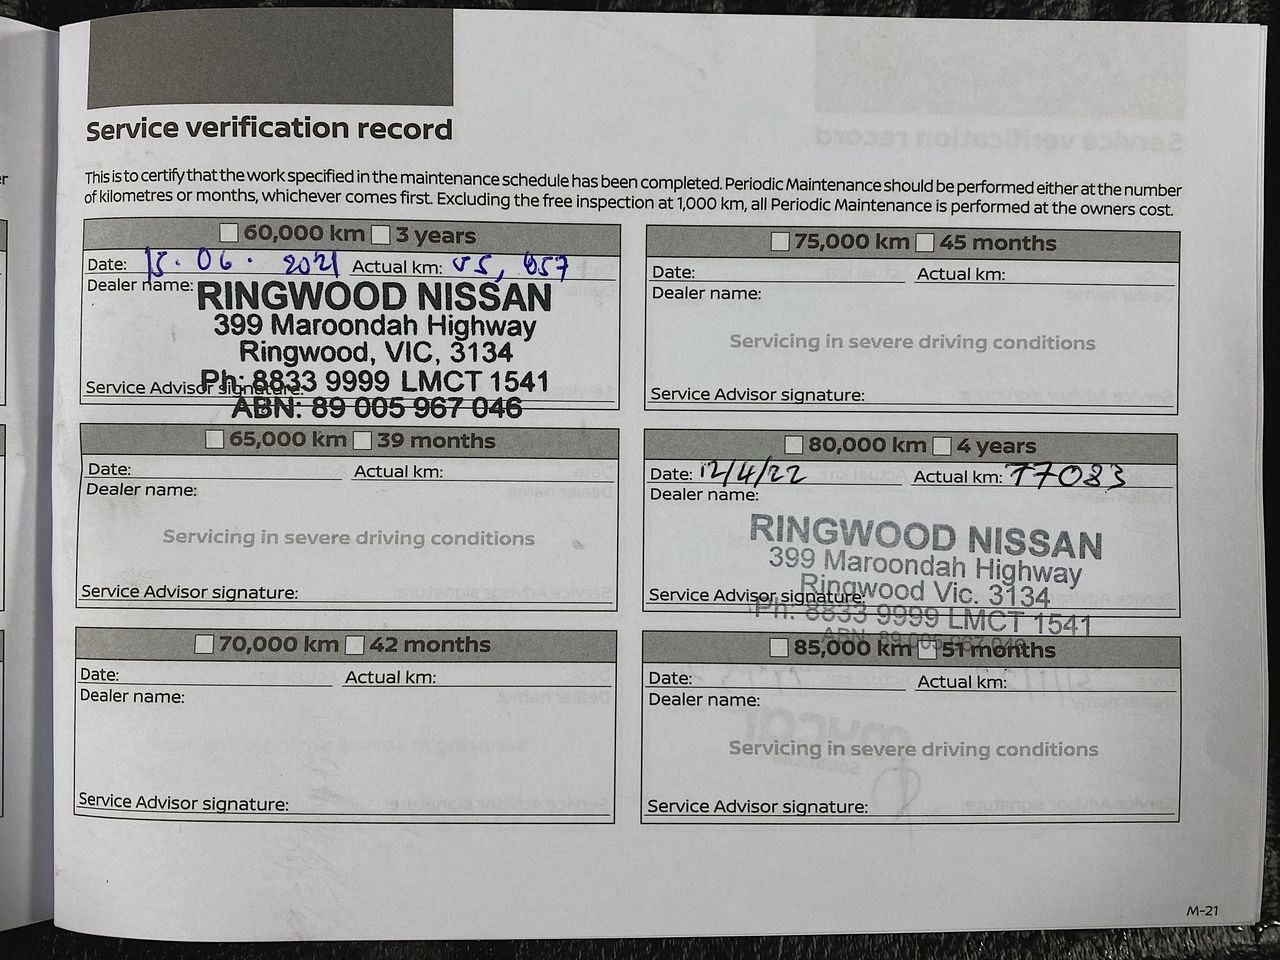 Service verification record
This is to certify that the work specified in the maintenance schedule has been completed. Periodic Maintenance should be performed either at the number
of kilometres or months, whichever comes first. Excluding the free inspection at 1,000 km, all Periodic Maintenance is performed at the owners cost.
60,000 km 3 years
Date: 15.06.2021 Actual km:
Dealer name:
RINGWOOD NISSAN
399 Maroondah Highway
Ringwood, VIC, 3134
Ph: 8833 9999 LMCT 1541
Service Advisor signature:
ABN: 89 005 967 046
65,000 km 39 months
Date: Actual km:
Dealer name:
Servicing in severe driving conditions
Service Advisor signature:
70,000 km 42 months
Date: Actual km:
Dealer name:
Service Advisor signature:
75,000 km 45 months
Date: Actual km:
Dealer name:
Servicing in severe driving conditions
Service Advisor signature:
80,000 km 4 years
Date: 12/4/22 Actual km: 77083
Dealer name:
RINGWOOD NISSAN
399 Maroondah Highway
Ringwood Vic. 3134
Service Advisor signature:
Ph: 8833 9999 LMCT 1541
ABN: 89 005 967 046
85,000 km 51 months
Date: Actual km:
Dealer name:
Servicing in severe driving conditions
Service Advisor signature:
M-21